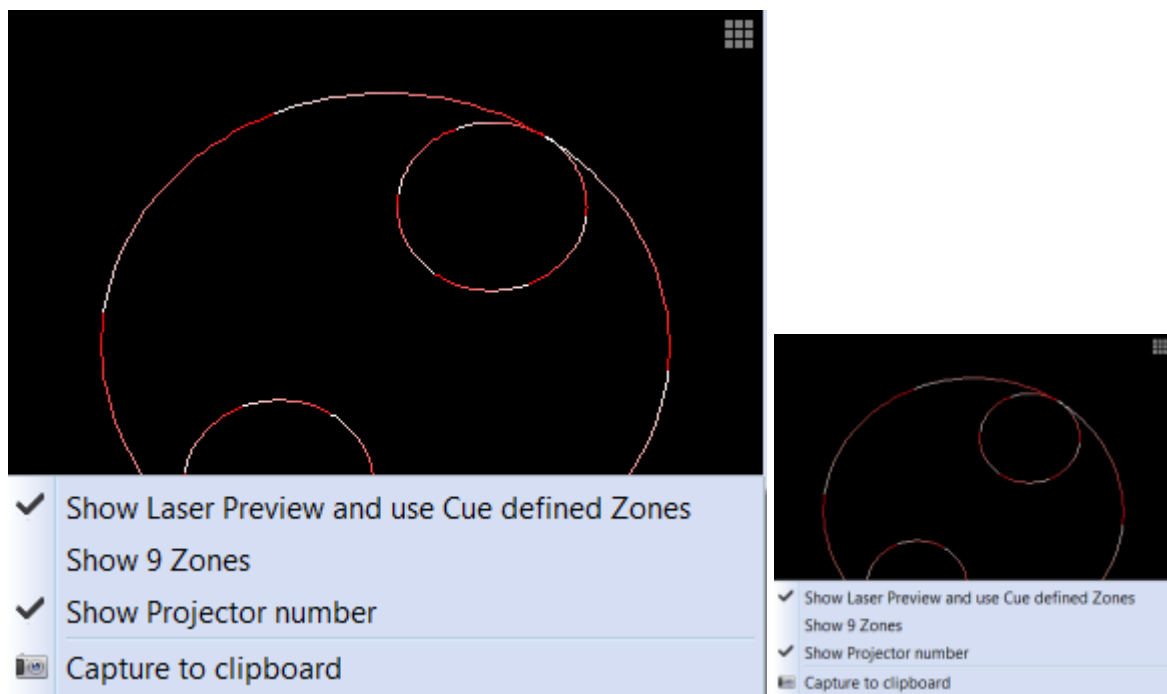 Show Laser Preview and use Cue defined Zones
Show 9 Zones
Show Projector number
Capture to clipboard
Show Laser Preview and use Cue defined Zones
Show 9 Zones
Show Projector number
Capture to clipboard